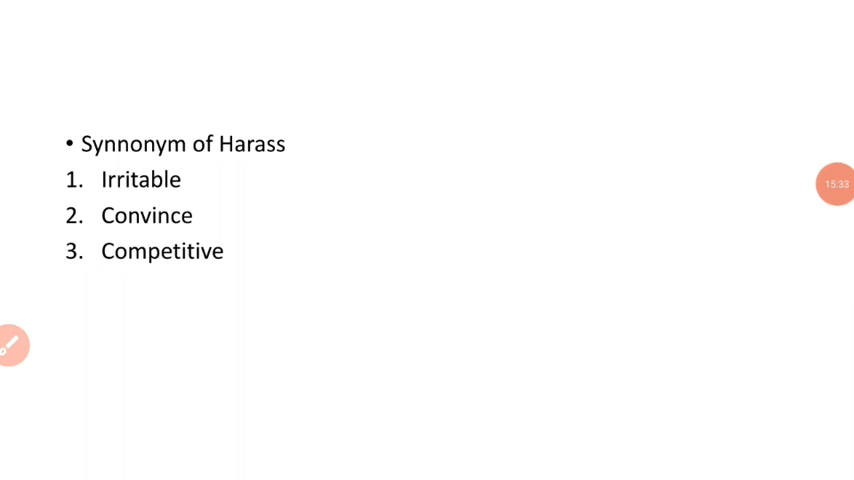 • Synnonym of Harass
1. Irritable
2. Convince
3. Competitive
15:33